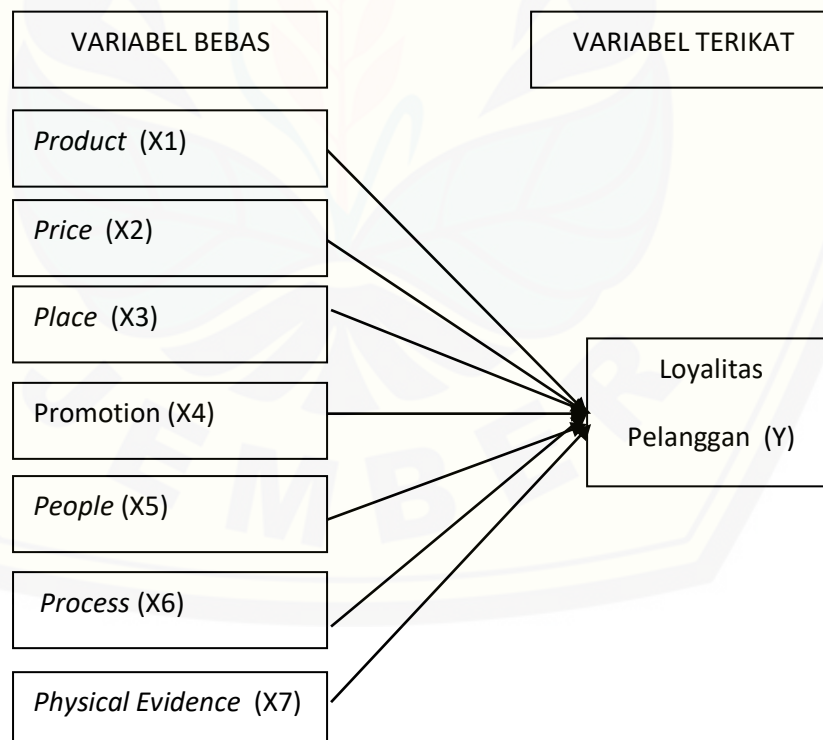 VARIABEL BEBAS
VARIABEL TERIKAT
Product (X1)
Price (X2)
Place (X3)
Promotion (X4)
People (X5)
Process (X6)
Physical Evidence (X7)
Loyalitas
Pelanggan (Y)
JEMBER